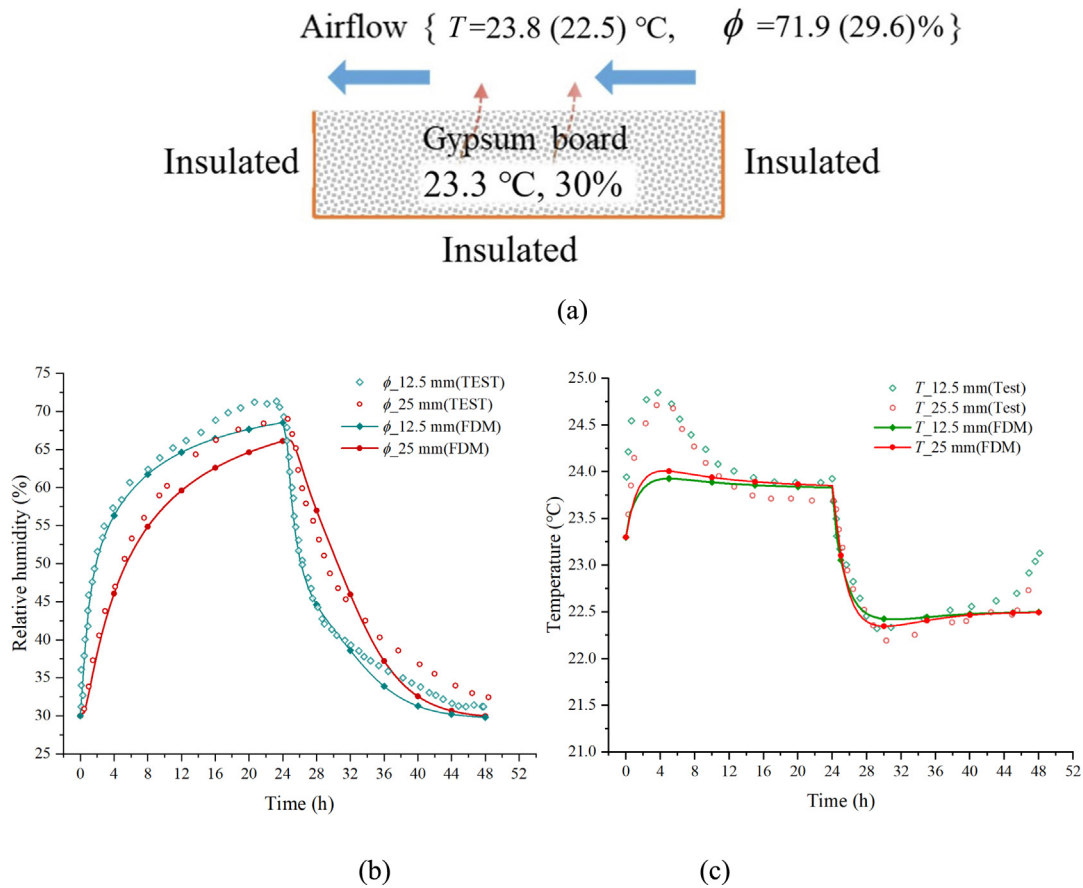 Airflow { T=23.8 (22.5) ℃, ϕ =71.9 (29.6)%}
Insulated
Gypsum board
23.3 ℃, 30%
Insulated
Insulated
(a)
75
70
65
60
55
50
45
40
35
30
25
Relative humidity (%)
ϕ_12.5 mm(TEST)
ϕ_25 mm(TEST)
ϕ_12.5 mm(FDM)
ϕ_25 mm(FDM)
0 4 8 12 16 20 24 28 32 36 40 44 48 52
Time (h)
(b)
25.0
24.5
24.0
23.5
23.0
22.5
22.0
21.5
21.0
Temperature (℃)
T_12.5 mm(Test)
T_25.5 mm(Test)
T_12.5 mm(FDM)
T_25 mm(FDM)
0 4 8 12 16 20 24 28 32 36 40 44 48 52
Time (h)
(c)